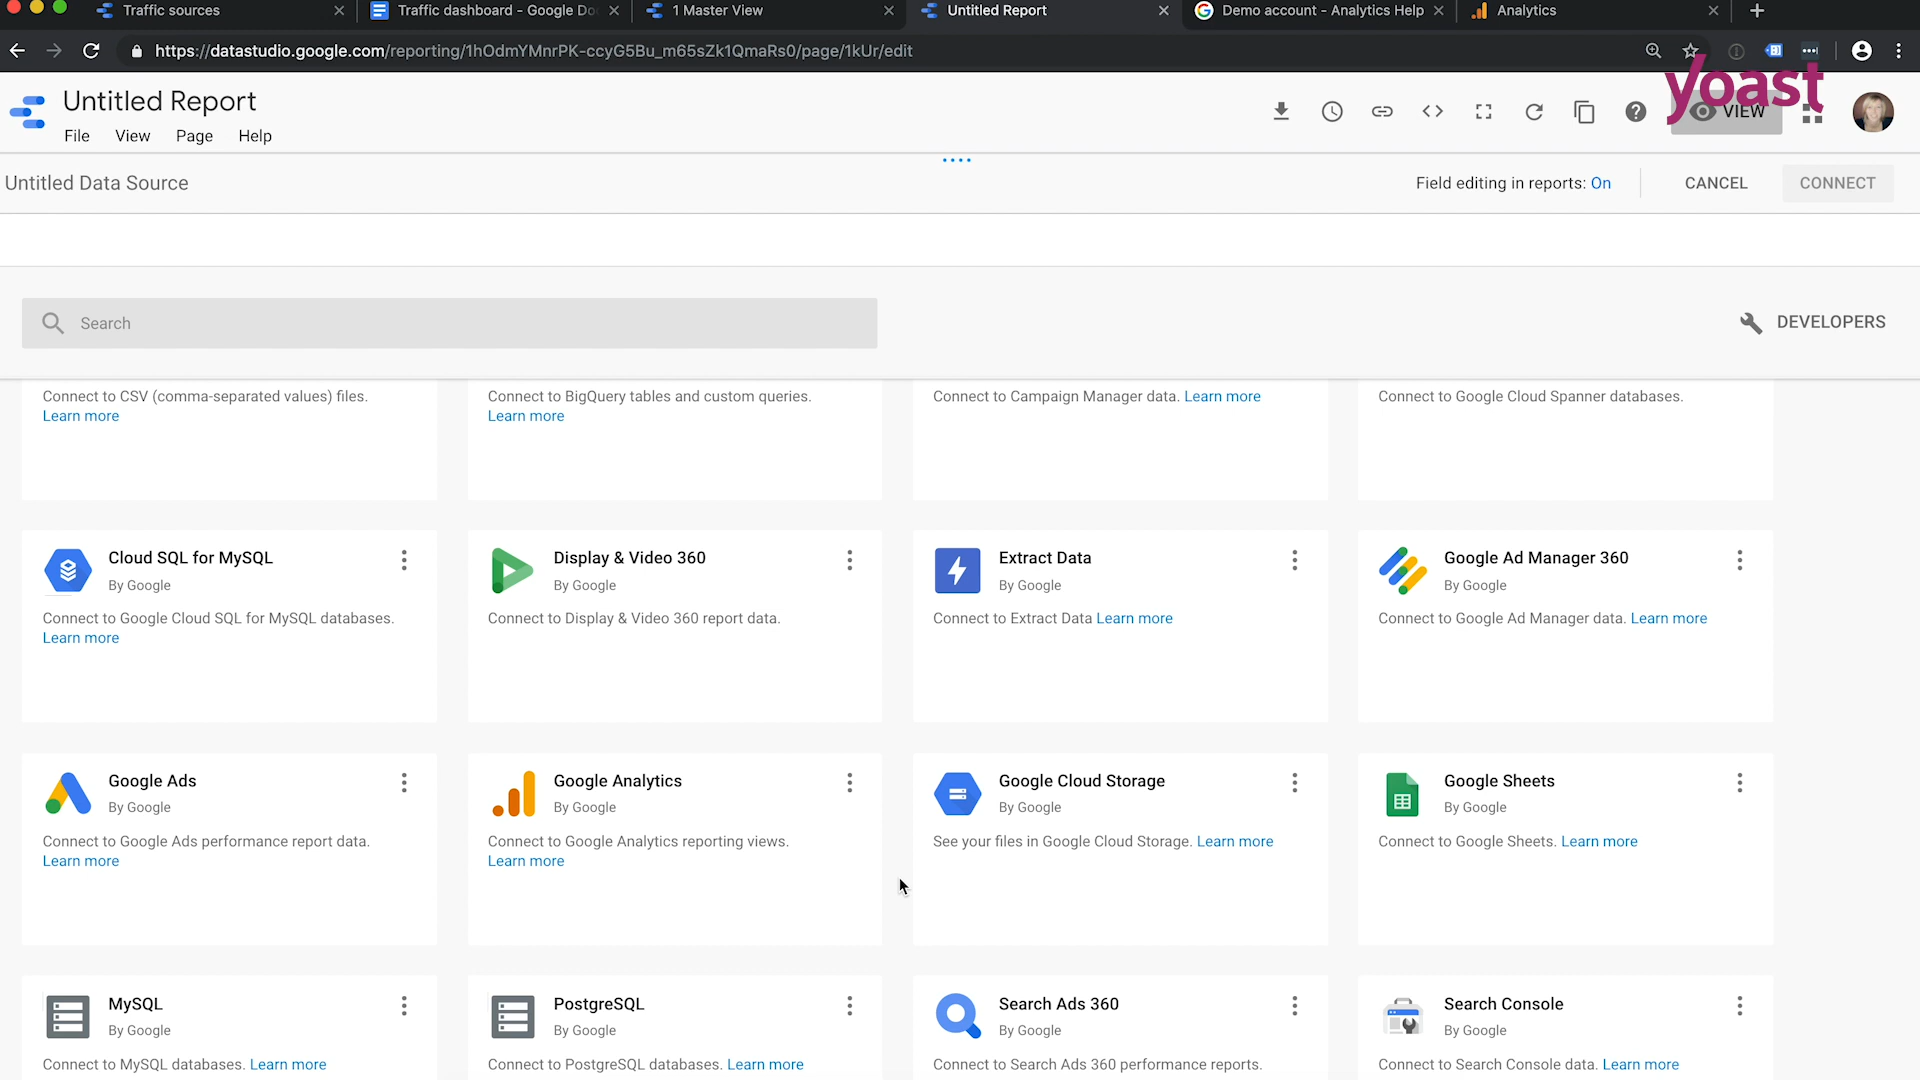 Traffic sources
Traffic dashboard - Google Do
1 Master View
Untitled Report
Demo account - Analytics Help
Analytics
https://datastudio.google.com/reporting/1hOdmYMnrPK-ccyG5Bu_m65sZk1QmaRs0/page/1kUr/edit
yoast
Untitled Report
VIEW
File View Page Help
Untitled Data Source
Field editing in reports: On
CANCEL
CONNECT
Search
DEVELOPERS
Connect to CSV (comma-separated values) files.
Learn more
Connect to BigQuery tables and custom queries.
Learn more
Connect to Campaign Manager data. Learn more
Connect to Google Cloud Spanner databases.
Cloud SQL for MySQL
By Google
Connect to Google Cloud SQL for MySQL databases.
Learn more
Display & Video 360
By Google
Connect to Display & Video 360 report data.
Extract Data
By Google
Connect to Extract Data Learn more
Google Ad Manager 360
By Google
Connect to Google Ad Manager data. Learn more
Google Ads
By Google
Connect to Google Ads performance report data.
Learn more
Google Analytics
By Google
Connect to Google Analytics reporting views.
Learn more
Google Cloud Storage
By Google
See your files in Google Cloud Storage. Learn more
Google Sheets
By Google
Connect to Google Sheets. Learn more
MySQL
By Google
Connect to MySQL databases. Learn more
PostgreSQL
By Google
Connect to PostgreSQL databases. Learn more
Search Ads 360
By Google
Connect to Search Ads 360 performance reports.
Search Console
By Google
Connect to Search Console data. Learn more